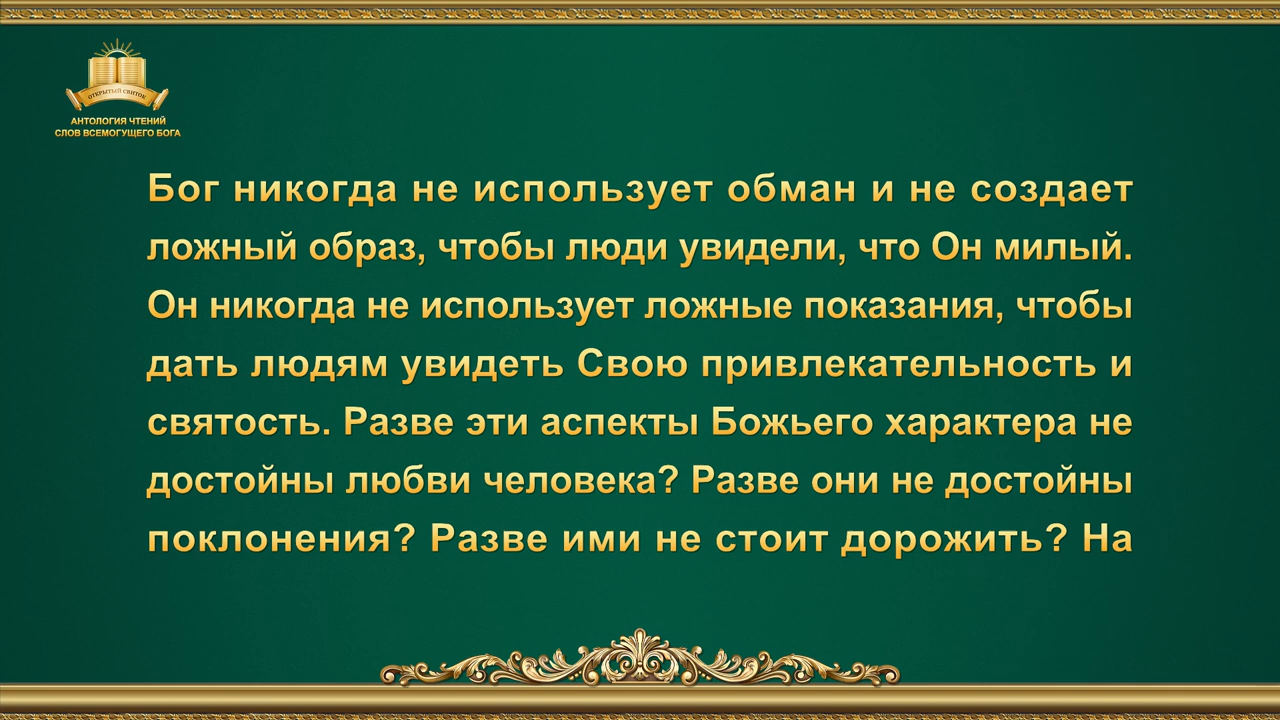 ОТКРЫТЫЙ СВИТОК
АНТОЛОГИЯ ЧТЕНИЙ
СЛОВ ВСЕМОГУЩЕГО БОГА
Бог никогда не использует обман и не создает
ложный образ, чтобы люди увидели, что Он милый.
Он никогда не использует ложные показания, чтобы
дать людям увидеть Свою привлекательность и
святость. Разве эти аспекты Божьего характера не
достойны любви человека? Разве они не достойны
поклонения? Разве ими не стоит дорожить? На